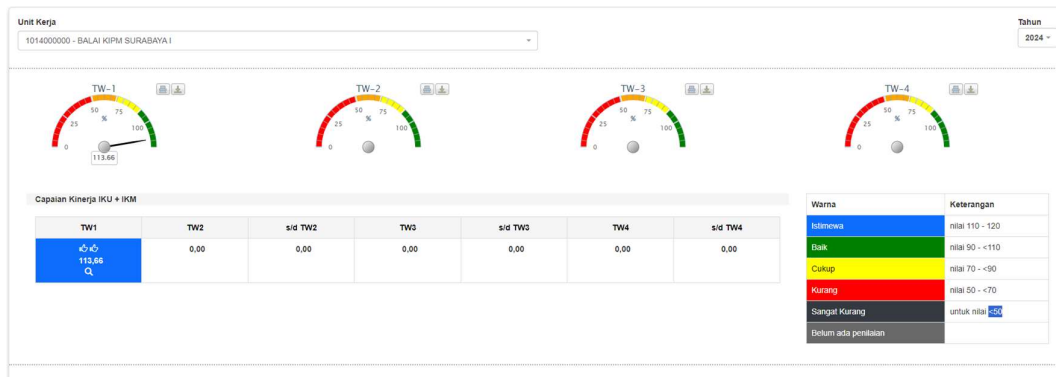 Unit Kerja
Tahun
1014000000 - BALAI KIPM SURABAYA I
2024
TW-1
0 25 50 75 100
%
113.66
TW-2
0 25 50 75 100
%
TW-3
0 25 50 75 100
%
TW-4
0 25 50 75 100
%
Capaian Kinerja IKU + IKM
TW1 TW2 s/d TW2 TW3 s/d TW3 TW4 s/d TW4
113,66 0,00 0,00 0,00 0,00 0,00 0,00
Warna Keterangan
Istimewa nilai 110 - 120
Baik nilai 90 - <110
Cukup nilai 70 - <90
Kurang nilai 50 - <70
Sangat Kurang untuk nilai <50
Belum ada penilaian